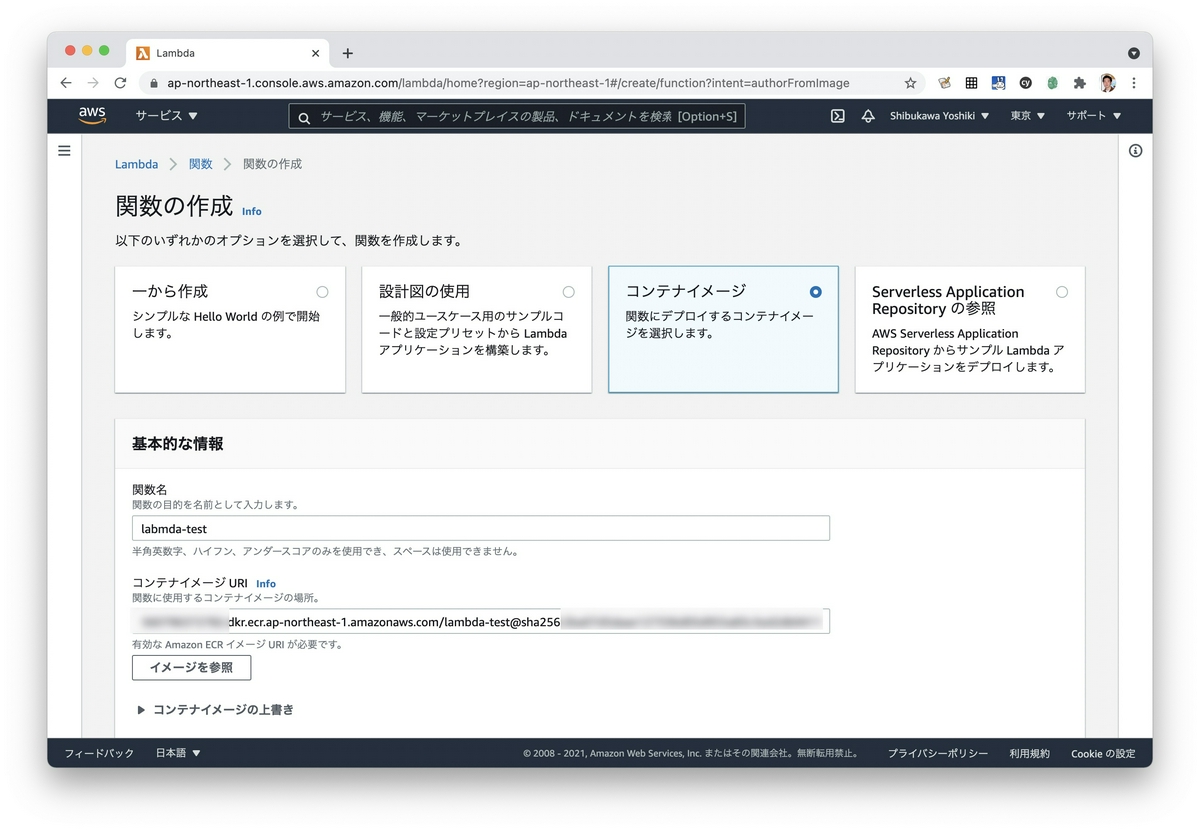 Lambda
ap-northeast-1.console.aws.amazon.com/lambda/home?region=ap-northeast-1#/create/function?intent=authorFromImage
aws サービス ▼ サービス、機能、マーケットプレイスの製品、ドキュメントを検索 [Option+S] Shibukawa Yoshiki ▼ 東京 ▼ サポート ▼
Lambda > 関数 > 関数の作成
関数の作成 Info
以下のいずれかのオプションを選択して、関数を作成します。
一から作成
シンプルな Hello World の例で開始
します。
設計図の使用
一般的ユースケース用のサンプルコ
ードと設定プリセットから Lambda
アプリケーションを構築します。
コンテナイメージ
関数にデプロイするコンテナイメー
ジを選択します。
Serverless Application
Repository の参照
AWS Serverless Application
Repository からサンプル Lambda ア
プリケーションをデプロイします。
基本的な情報
関数名
関数の目的を名前として入力します。
labmda-test
半角英数字、ハイフン、アンダースコアのみを使用でき、スペースは使用できません。
コンテナイメージ URI Info
関数に使用するコンテナイメージの場所。
dkr.ecr.ap-northeast-1.amazonaws.com/lambda-test@sha256
有効な Amazon ECR イメージ URI が必要です。
イメージを参照
▶ コンテナイメージの上書き
フィードバック 日本語 ▼ © 2008 - 2021, Amazon Web Services, Inc. またはその関連会社。無断転用禁止。 プライバシーポリシー 利用規約 Cookie の設定